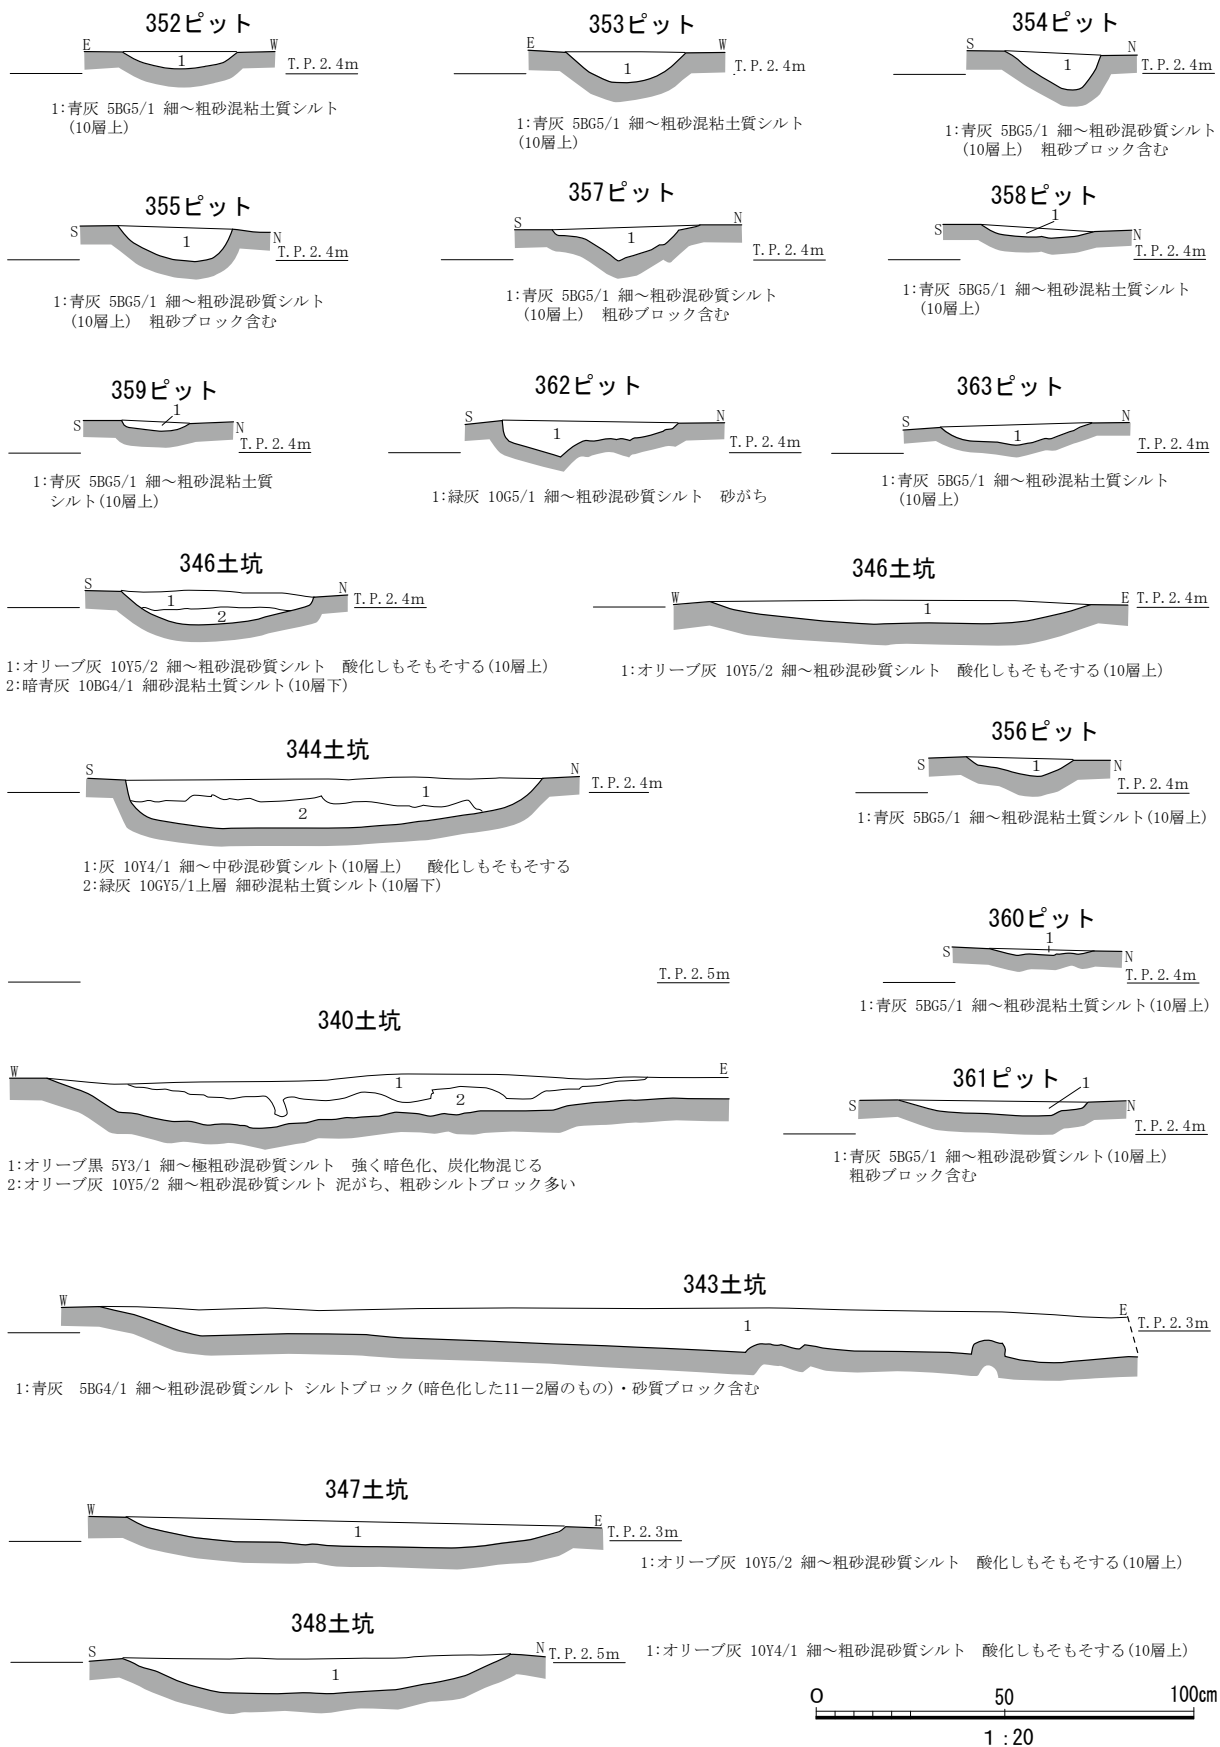 352ピット
E
W
1
T.P.2.4m
1:青灰 5BG5/1 細～粗砂混粘土質シルト
(10層上)
353ピット
E
W
1
T.P.2.4m
1:青灰 5BG5/1 細～粗砂混粘土質シルト
(10層上)
354ピット
S
N
1
T.P.2.4m
1:青灰 5BG5/1 細～粗砂混砂質シルト
(10層上) 粗砂ブロック含む
355ピット
S
N
1
T.P.2.4m
1:青灰 5BG5/1 細～粗砂混砂質シルト
(10層上) 粗砂ブロック含む
357ピット
S
N
1
T.P.2.4m
1:青灰 5BG5/1 細～粗砂混砂質シルト
(10層上) 粗砂ブロック含む
358ピット
1
S
N
T.P.2.4m
1:青灰 5BG5/1 細～粗砂混粘土質シルト
(10層上)
359ピット
1
S
N
T.P.2.4m
1:青灰 5BG5/1 細～粗砂混粘土質
シルト(10層上)
362ピット
S
N
1
T.P.2.4m
1:緑灰 10G5/1 細～粗砂混砂質シルト 砂がち
363ピット
S
N
1
T.P.2.4m
1:青灰 5BG5/1 細～粗砂混粘土質シルト
(10層上)
346土坑
S
N
1
2
T.P.2.4m
1:オリーブ灰 10Y5/2 細～粗砂混砂質シルト 酸化しもそもそする(10層上)
2:暗青灰 10BG4/1 細砂混粘土質シルト(10層下)
346土坑
W
E
1
T.P.2.4m
1:オリーブ灰 10Y5/2 細～粗砂混砂質シルト 酸化しもそもそする(10層上)
344土坑
S
N
1
2
T.P.2.4m
1:灰 10Y4/1 細～中砂混砂質シルト(10層上) 酸化しもそもそする
2:緑灰 10GY5/1上層 細砂混粘土質シルト(10層下)
356ピット
S
N
1
T.P.2.4m
1:青灰 5BG5/1 細～粗砂混粘土質シルト(10層上)
360ピット
1
S
N
T.P.2.4m
1:青灰 5BG5/1 細～粗砂混粘土質シルト(10層上)
T.P.2.5m
340土坑
W
E
1
2
1:オリーブ黒 5Y3/1 細～極粗砂混砂質シルト 強く暗色化、炭化物混じる
2:オリーブ灰 10Y5/2 細～粗砂混砂質シルト 泥がち、粗砂シルトブロック多い
361ピット
1
S
N
T.P.2.4m
1:青灰 5BG5/1 細～粗砂混砂質シルト(10層上)
粗砂ブロック含む
343土坑
W
E
1
T.P.2.3m
1:青灰 5BG4/1 細～粗砂混砂質シルト シルトブロック(暗色化した11－2層のもの)・砂質ブロック含む
347土坑
W
E
1
T.P.2.3m
1:オリーブ灰 10Y5/2 細～粗砂混砂質シルト 酸化しもそもそする(10層上)
348土坑
S
N
1
T.P.2.5m
1:オリーブ灰 10Y4/1 細～粗砂混砂質シルト 酸化しもそもそする(10層上)
0 50 100cm
1:20